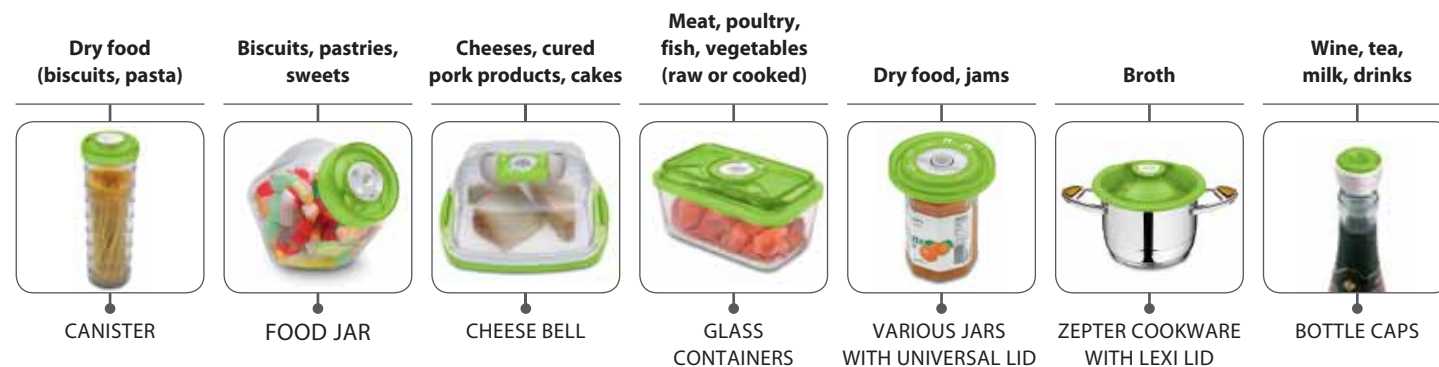 Dry food
(biscuits, pasta)
Biscuits, pastries,
sweets
Cheeses, cured
pork products, cakes
Meat, poultry,
fish, vegetables
(raw or cooked)
Dry food, jams
Broth
Wine, tea,
milk, drinks
CANISTER
FOOD JAR
CHEESE BELL
GLASS
CONTAINERS
VARIOUS JARS
WITH UNIVERSAL LID
ZEPTER COOKWARE
WITH LEXI LID
BOTTLE CAPS